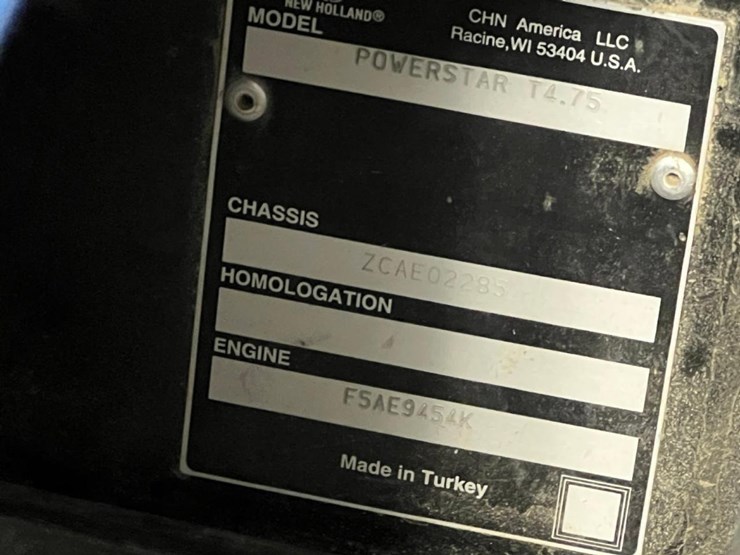 NEW HOLLAND®
CHN America LLC
Racine,WI 53404 U.S.A.
MODEL
POWERSTAR T4.75
CHASSIS
ZCAE02285
HOMOLOGATION
ENGINE
F5AE9454K
Made in Turkey